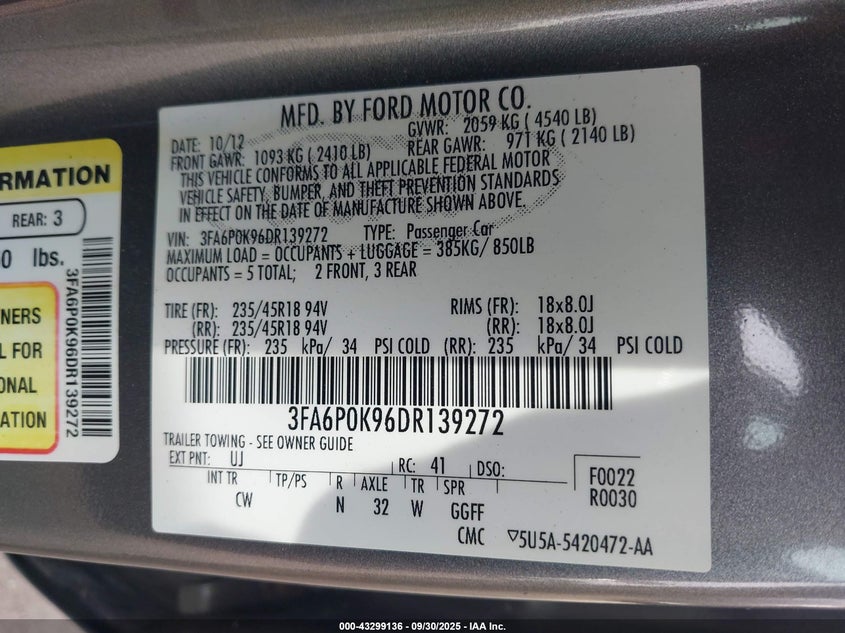 MFD. BY FORD MOTOR CO.
DATE: 10/12
GVWR: 2059 KG ( 4540 LB)
FRONT GAWR: 1093 KG ( 2410 LB)
REAR GAWR: 971 KG ( 2140 LB)
THIS VEHICLE CONFORMS TO ALL APPLICABLE FEDERAL MOTOR
VEHICLE SAFETY, BUMPER, AND THEFT PREVENTION STANDARDS
IN EFFECT ON THE DATE OF MANUFACTURE SHOWN ABOVE.
VIN: 3FA6P0K96DR139272 TYPE: Passenger Car
MAXIMUM LOAD = OCCUPANTS + LUGGAGE = 385KG/ 850LB
OCCUPANTS = 5 TOTAL; 2 FRONT, 3 REAR
TIRE (FR): 235/45R18 94V RIMS (FR): 18x8.0J
(RR): 235/45R18 94V (RR): 18x8.0J
PRESSURE (FR): 235 kPa/ 34 PSI COLD (RR): 235 kPa/ 34 PSI COLD
3FA6P0K96DR139272
TRAILER TOWING - SEE OWNER GUIDE
EXT PNT: UJ RC: 41 DSO:
INT TR TP/PS R AXLE TR SPR
CW N 32 W GGFF
F0022
R0030
CMC ▽5U5A-5420472-AA
RMATION
REAR: 3
0 lbs.
NERS
L FOR
ONAL
ATION
3FA6P0K96DR139272
000-43299136 - 09/30/2025 - IAA Inc.